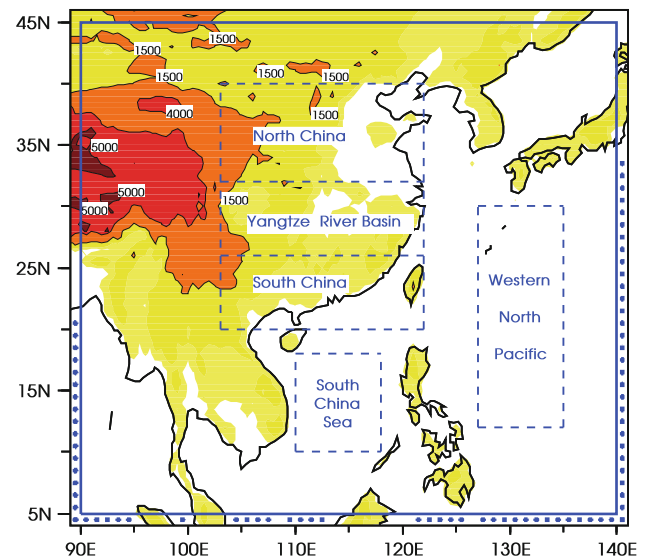 45N
1500
1500
1500
1500
1500
4000
1500
35N
5000
North China
5000
1500
5000
Yangtze River Basin
25N
South China
Western
North
Pacific
15N
South
China
Sea
5N
90E
100E
110E
120E
130E
140E